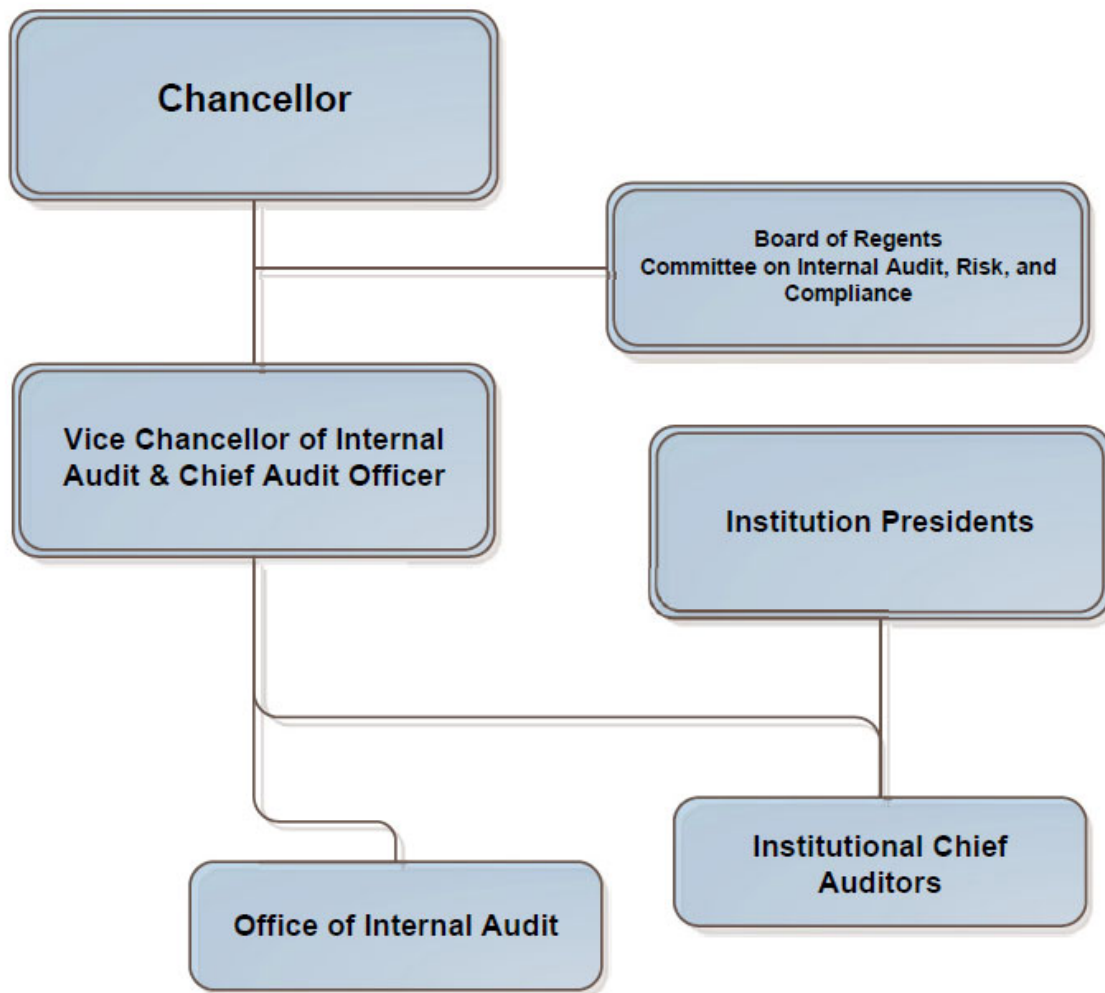 Chancellor
Board of Regents
Committee on Internal Audit, Risk, and
Compliance
Vice Chancellor of Internal
Audit & Chief Audit Officer
Institution Presidents
Institutional Chief
Auditors
Office of Internal Audit